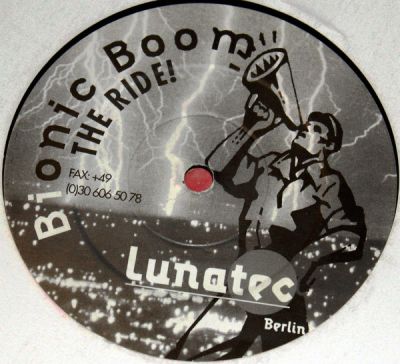 Bionic Boom
THE RIDE!
FAX: +49
(0)30 606 50 78
Lunatec
Berlin